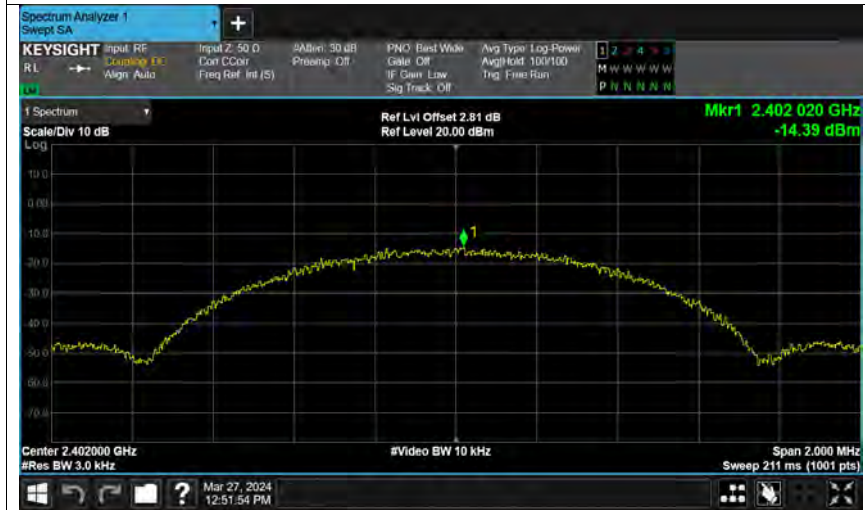 Spectrum Analyzer 1
Swept SA
+
KEYSIGHT Input: RF Input Z: 50 Ω #Atten: 30 dB PNO: Best Wide Avg Type: Log-Power 1 2 3 4 5 6
RL Coupling: DC Corr CCorr Preamp: Off Gate: Off Avg|Hold: 100/100 M W W W W W
Align: Auto Freq Ref: Int (S) IF Gain: Low Trig: Free Run
Sig Track: Off P N N N N N
1 Spectrum
Ref Lvl Offset 2.81 dB
Mkr1 2.402 020 GHz
Scale/Div 10 dB
Ref Level 20.00 dBm
-14.39 dBm
Log
10.0
0.00
-10.0
-20.0
-30.0
-40.0
-50.0
-60.0
-70.0
1
Center 2.402000 GHz
#Video BW 10 kHz
Span 2.000 MHz
#Res BW 3.0 kHz
Sweep 211 ms (1001 pts)
?
Mar 27, 2024
12:51:54 PM